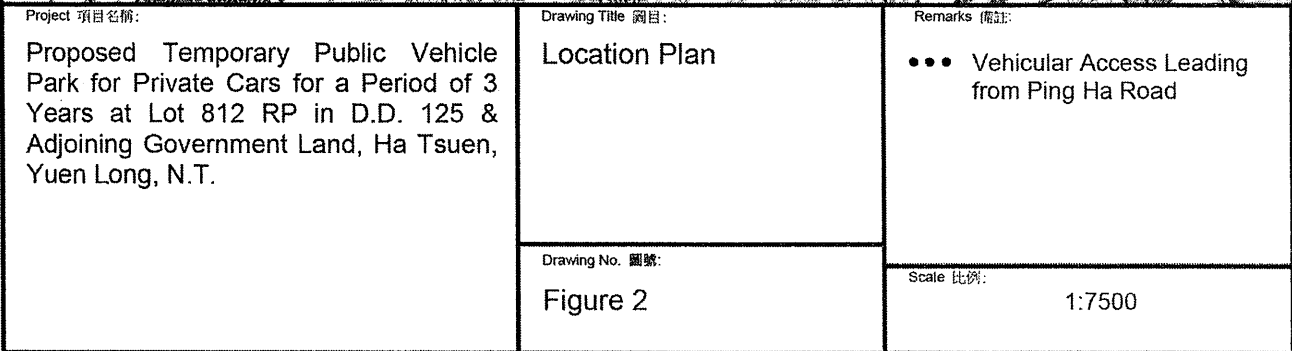 Project 項目名稱:
Proposed Temporary Public Vehicle
Park for Private Cars for a Period of 3
Years at Lot 812 RP in D.D. 125 &
Adjoining Government Land, Ha Tsuen,
Yuen Long, N.T.
Drawing Title 圖目:
Location Plan
Drawing No. 圖號:
Figure 2
Remarks 備註:
••• Vehicular Access Leading
from Ping Ha Road
Scale 比例:
1:7500